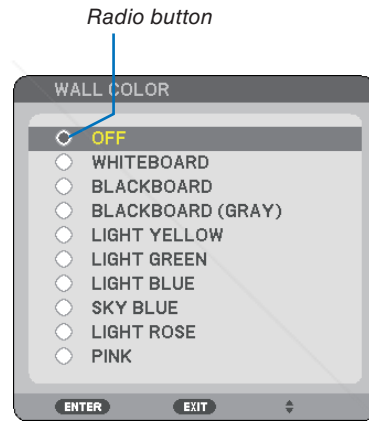 Radio button
WALL COLOR
OFF
WHITEBOARD
BLACKBOARD
BLACKBOARD (GRAY)
LIGHT YELLOW
LIGHT GREEN
LIGHT BLUE
SKY BLUE
LIGHT ROSE
PINK
ENTER EXIT